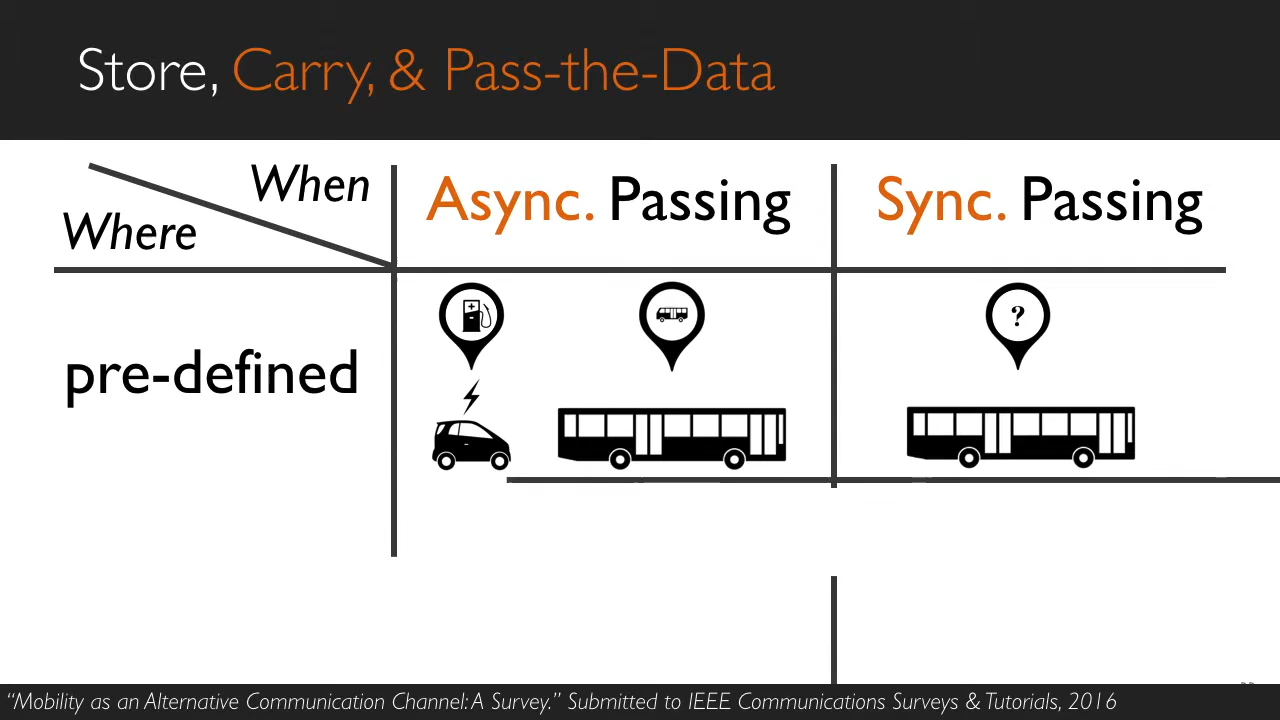 Store, Carry, & Pass-the-Data
When
Where
Async. Passing
Sync. Passing
?
pre-defined
"Mobility as an Alternative Communication Channel: A Survey." Submitted to IEEE Communications Surveys & Tutorials, 2016